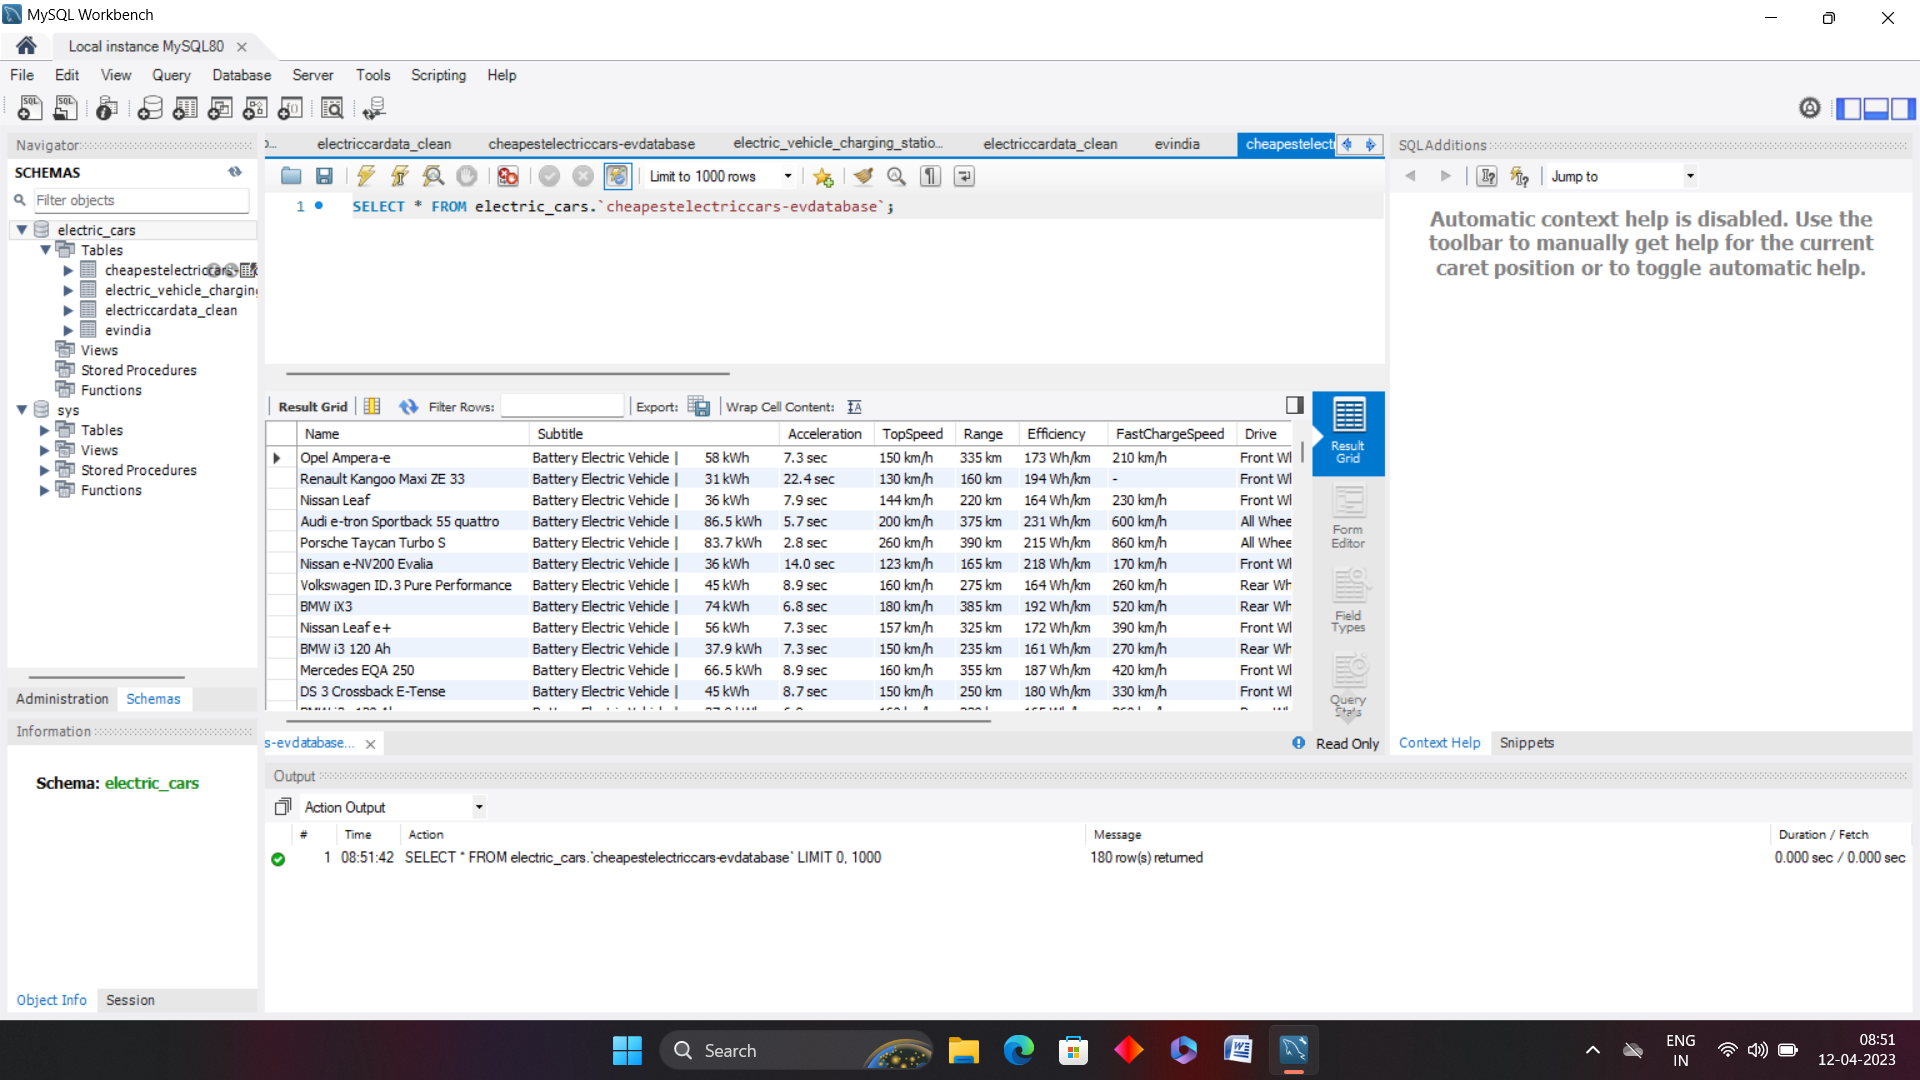 MySQL Workbench
Local instance MySQL80
File Edit View Query Database Server Tools Scripting Help
Navigator
SCHEMAS
Filter objects
electric_cars
Tables
cheapestelectriccars-
electric_vehicle_charging
electriccardata_clean
evindia
Views
Stored Procedures
Functions
sys
Tables
Views
Stored Procedures
Functions
Administration Schemas
Information
Schema: electric_cars
Object Info Session
electriccardata_clean cheapestelectriccars-evdatabase electric_vehicle_charging_statio... electriccardata_clean evindia cheapestelectri
Limit to 1000 rows
1 SELECT * FROM electric_cars.`cheapestelectriccars-evdatabase`;
Result Grid Filter Rows: Export: Wrap Cell Content:
Name Subtitle Acceleration TopSpeed Range Efficiency FastChargeSpeed Drive
Opel Ampera-e Battery Electric Vehicle | 58 kWh 7.3 sec 150 km/h 335 km 173 Wh/km 210 km/h Front Wh
Renault Kangoo Maxi ZE 33 Battery Electric Vehicle | 31 kWh 22.4 sec 130 km/h 160 km 194 Wh/km - Front Wh
Nissan Leaf Battery Electric Vehicle | 36 kWh 7.9 sec 144 km/h 220 km 164 Wh/km 230 km/h Front Wh
Audi e-tron Sportback 55 quattro Battery Electric Vehicle | 86.5 kWh 5.7 sec 200 km/h 375 km 231 Wh/km 600 km/h All Whee
Porsche Taycan Turbo S Battery Electric Vehicle | 83.7 kWh 2.8 sec 260 km/h 390 km 215 Wh/km 860 km/h All Whee
Nissan e-NV200 Evalia Battery Electric Vehicle | 36 kWh 14.0 sec 123 km/h 165 km 218 Wh/km 170 km/h Front Wh
Volkswagen ID.3 Pure Performance Battery Electric Vehicle | 45 kWh 8.9 sec 160 km/h 275 km 164 Wh/km 260 km/h Rear Wh
BMW iX3 Battery Electric Vehicle | 74 kWh 6.8 sec 180 km/h 385 km 192 Wh/km 520 km/h Rear Wh
Nissan Leaf e+ Battery Electric Vehicle | 56 kWh 7.3 sec 157 km/h 325 km 172 Wh/km 390 km/h Front Wh
BMW i3 120 Ah Battery Electric Vehicle | 37.9 kWh 7.3 sec 150 km/h 235 km 161 Wh/km 270 km/h Rear Wh
Mercedes EQA 250 Battery Electric Vehicle | 66.5 kWh 8.9 sec 160 km/h 355 km 187 Wh/km 420 km/h Front Wh
DS 3 Crossback E-Tense Battery Electric Vehicle | 45 kWh 8.7 sec 150 km/h 250 km 180 Wh/km 330 km/h Front Wh
Result Grid
Form Editor
Field Types
Query Stats
s-evdatabase... Read Only
SQLAdditions
Jump to
Automatic context help is disabled. Use the
toolbar to manually get help for the current
caret position or to toggle automatic help.
Context Help Snippets
Output
Action Output
# Time Action Message Duration / Fetch
1 08:51:42 SELECT * FROM electric_cars.`cheapestelectriccars-evdatabase` LIMIT 0, 1000 180 row(s) returned 0.000 sec / 0.000 sec
Search
ENG
IN
08:51
12-04-2023